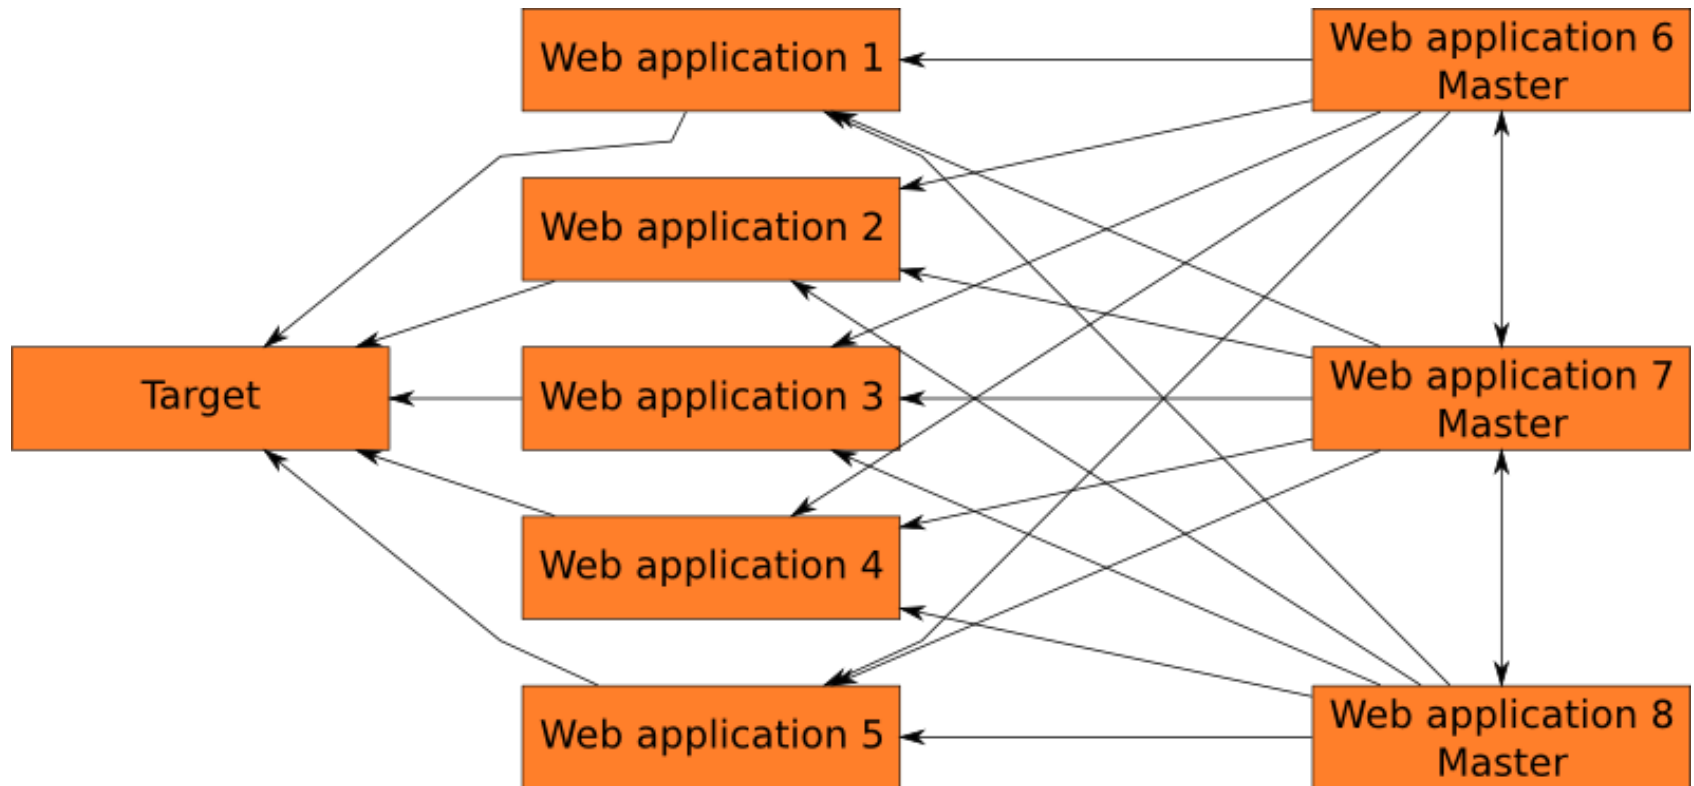 Web application 1
Web application 6
Master
Web application 2
Target
Web application 3
Web application 7
Master
Web application 4
Web application 5
Web application 8
Master